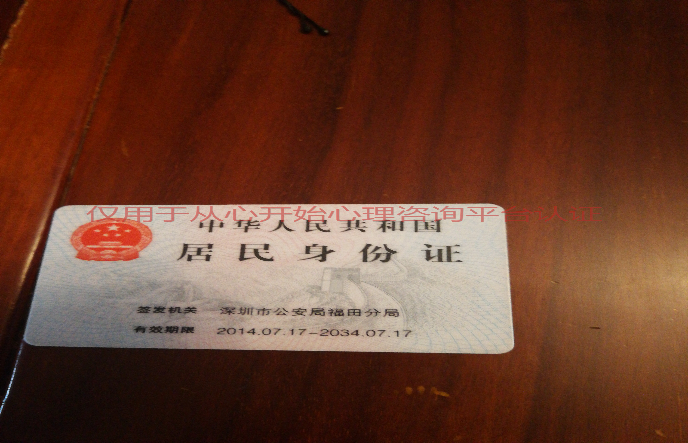 仅用于从心开始心理咨询平台认证
中华人民共和国
居民身份证
签发机关 深圳市公安局福田分局
有效期限 2014.07.17-2034.07.17